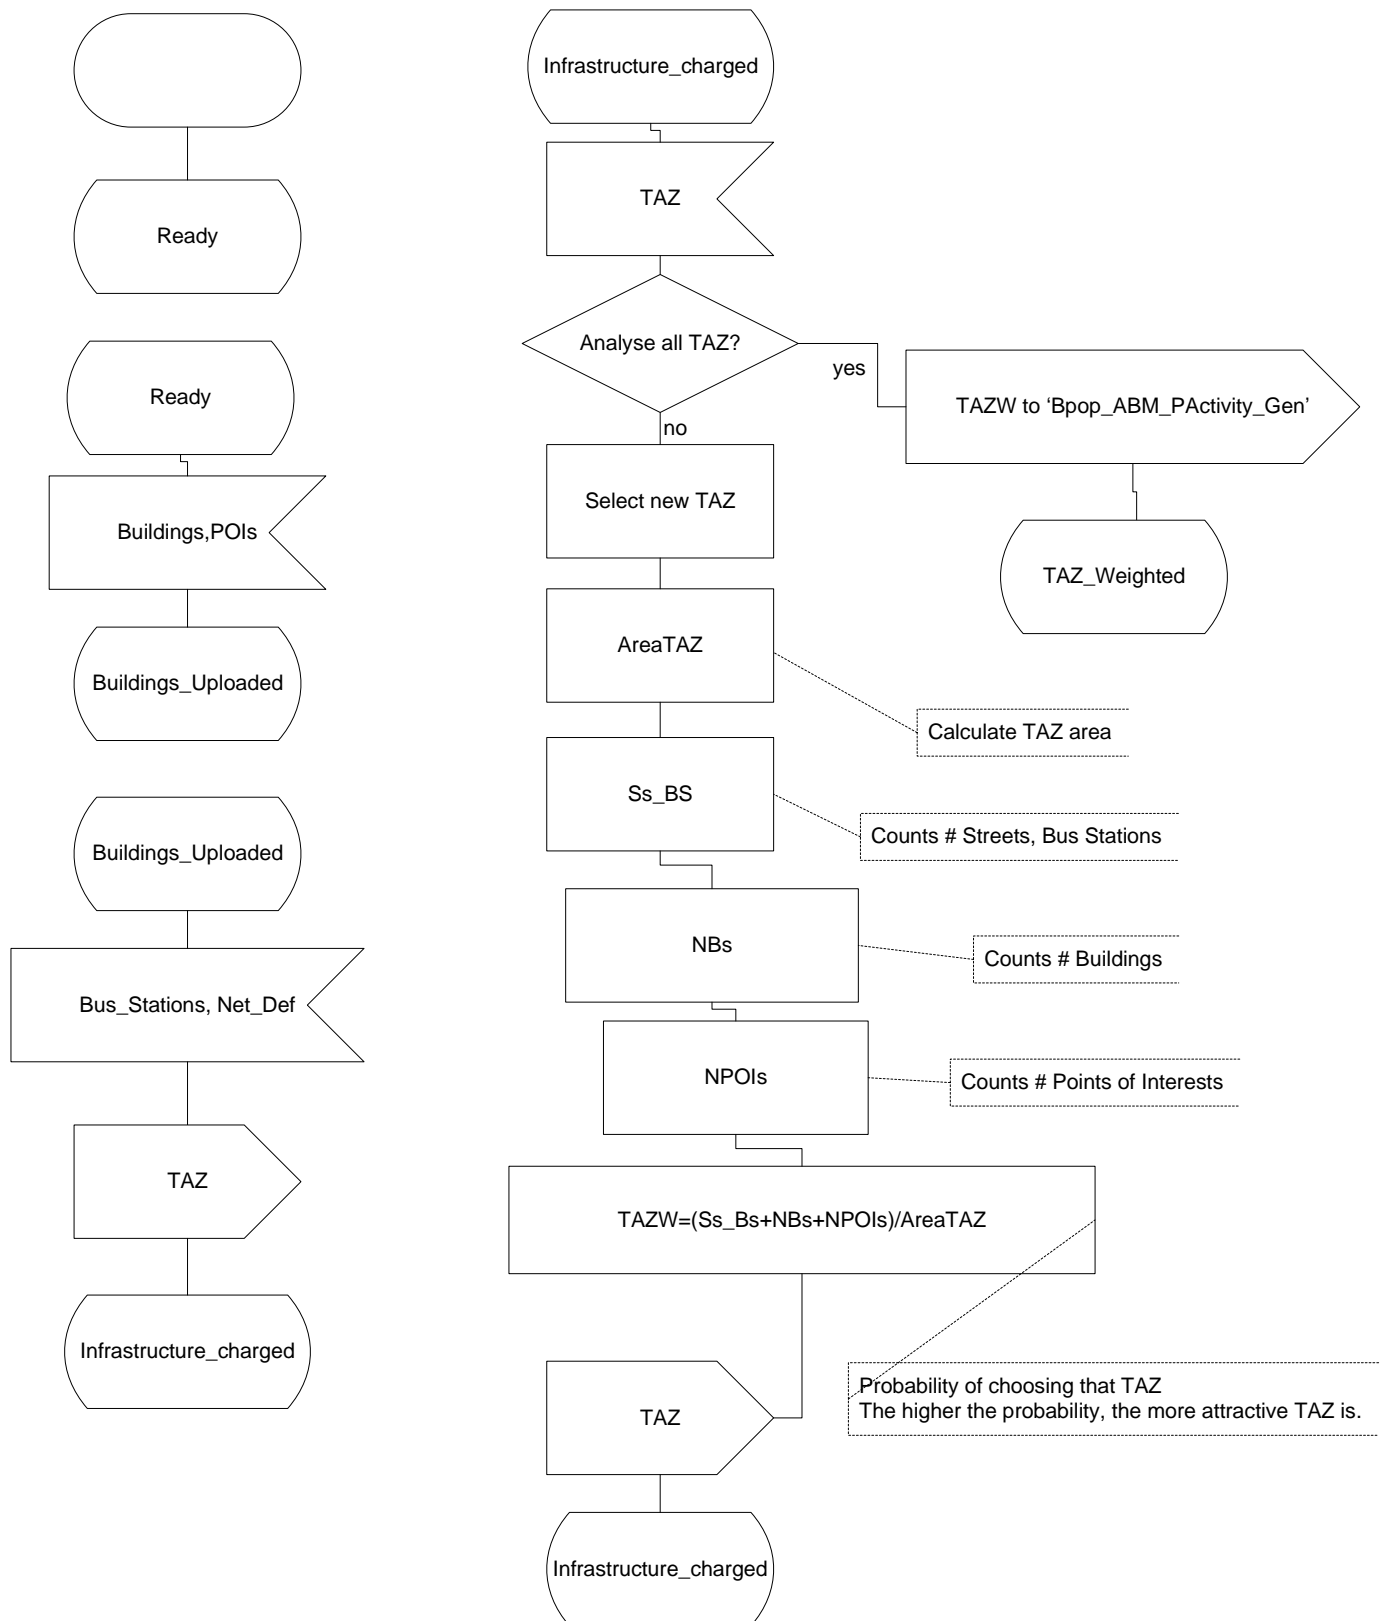 Ready
Ready
Buildings,POIs
Buildings_Uploaded
Buildings_Uploaded
Bus_Stations, Net_Def
TAZ
Infrastructure_charged
Infrastructure_charged
TAZ
Analyse all TAZ?
yes
TAZW to ‘Bpop_ABM_PActivity_Gen’
TAZ_Weighted
no
Select new TAZ
AreaTAZ
Calculate TAZ area
Ss_BS
Counts # Streets, Bus Stations
NBs
Counts # Buildings
NPOIs
Counts # Points of Interests
TAZW=(Ss_Bs+NBs+NPOIs)/AreaTAZ
Probability of choosing that TAZ
The higher the probability, the more attractive TAZ is.
TAZ
Infrastructure_charged